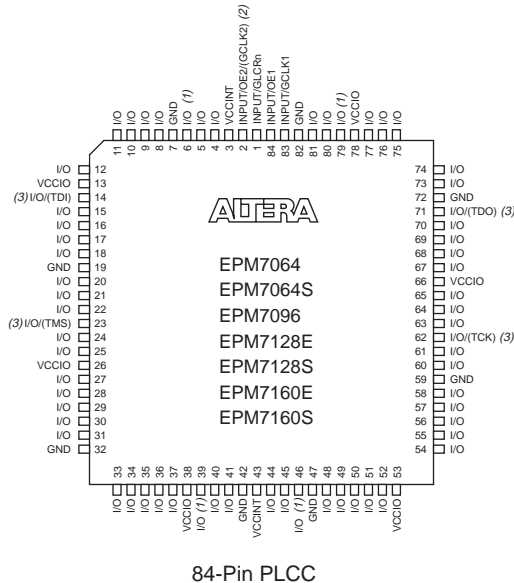 I/O
I/O
I/O
I/O
GND
I/O (1)
I/O
I/O
VCCINT
INPUT/OE2/(GCLK2) (2)
INPUT/GLCRn
INPUT/OE1
INPUT/GCLK1
GND
I/O
I/O
I/O (1)
VCCIO
I/O
I/O
I/O
11 10 9 8 7 6 5 4 3 2 1 84 83 82 81 80 79 78 77 76 75
I/O 12
VCCIO 13
(3) I/O/(TDI) 14
I/O 15
I/O 16
I/O 17
I/O 18
GND 19
I/O 20
I/O 21
I/O 22
(3) I/O/(TMS) 23
I/O 24
I/O 25
VCCIO 26
I/O 27
I/O 28
I/O 29
I/O 30
I/O 31
GND 32
ALTERA
EPM7064
EPM7064S
EPM7096
EPM7128E
EPM7128S
EPM7160E
EPM7160S
74 I/O
73 I/O
72 GND
71 I/O/(TDO) (3)
70 I/O
69 I/O
68 I/O
67 I/O
66 VCCIO
65 I/O
64 I/O
63 I/O
62 I/O/(TCK) (3)
61 I/O
60 I/O
59 GND
58 I/O
57 I/O
56 I/O
55 I/O
54 I/O
33 34 35 36 37 38 39 40 41 42 43 44 45 46 47 48 49 50 51 52 53
I/O
I/O
I/O
I/O
I/O
VCCIO
I/O (1)
I/O
I/O
GND
VCCINT
I/O
I/O
I/O (1)
GND
I/O
I/O
I/O
I/O
I/O
VCCIO
84-Pin PLCC